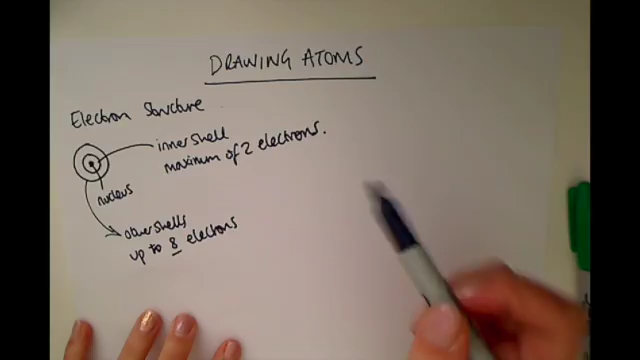 DRAWING ATOMS
Electron Structure
inner shell
maximum of 2 electrons.
nucleus
other shells
up to 8 electrons